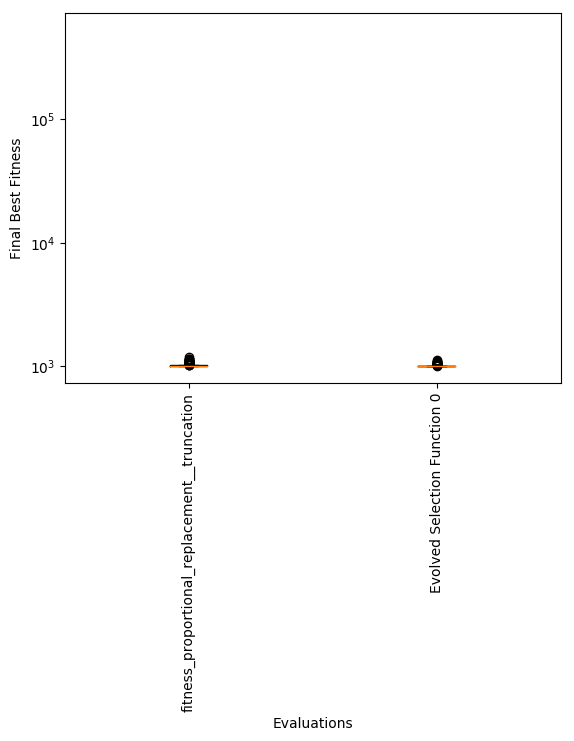 Final Best Fitness
10^5
10^4
10^3
fitness_proportional_replacement__truncation
Evolved Selection Function 0
Evaluations